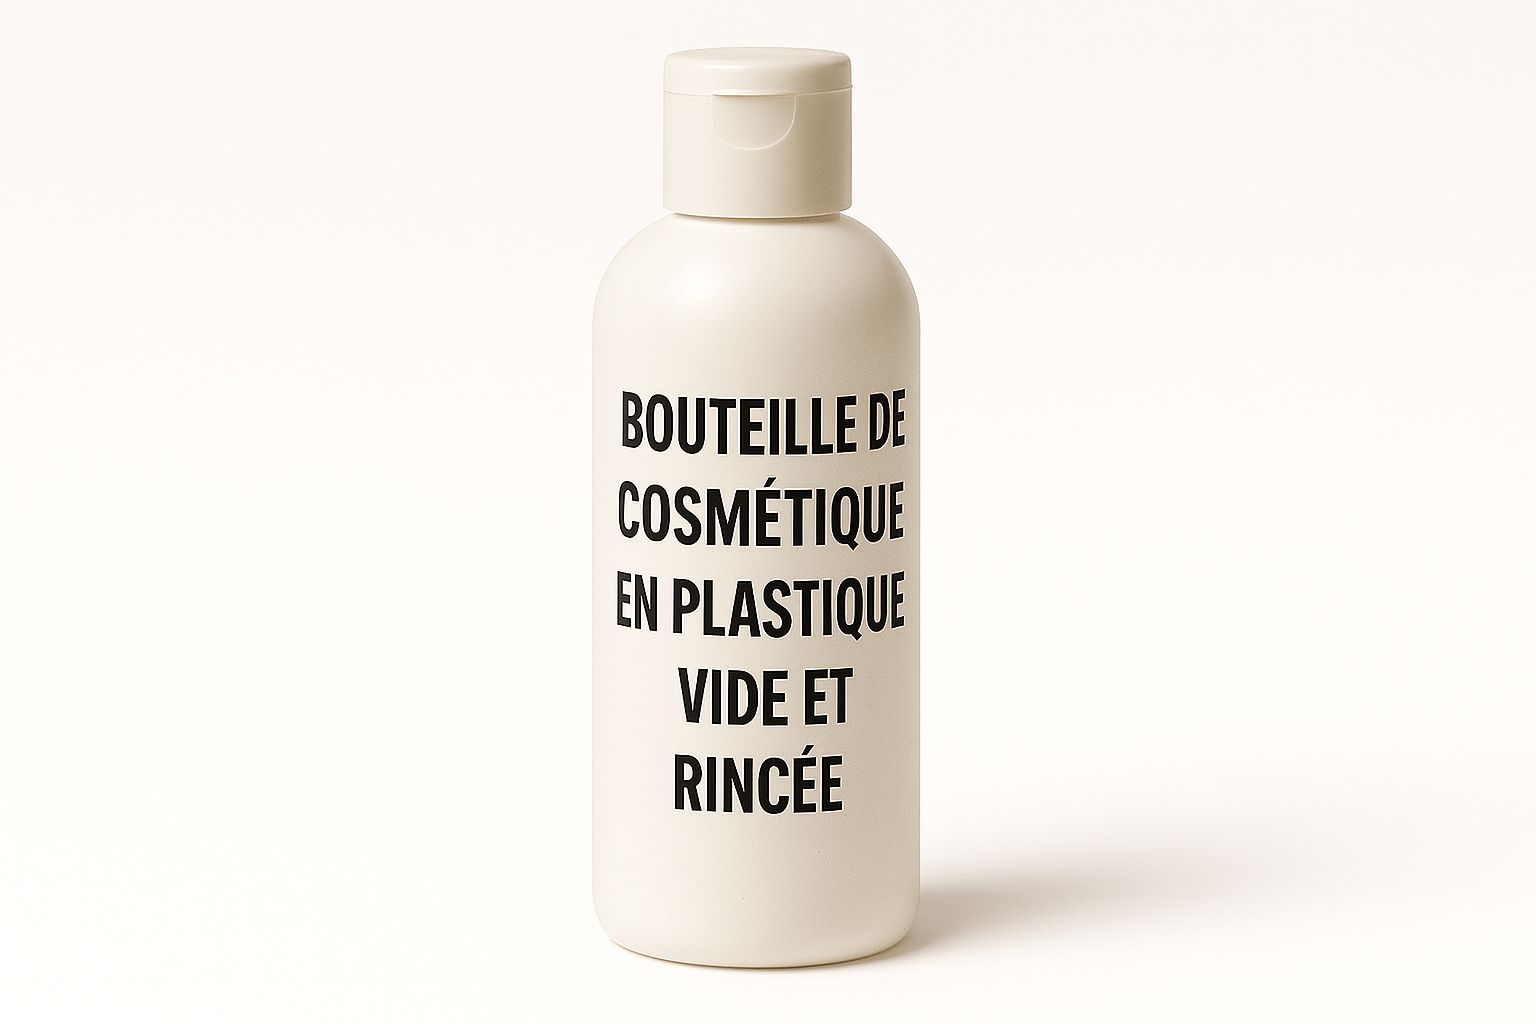 BOUTEILLE DE
COSMÉTIQUE
EN PLASTIQUE
VIDE ET
RINCÉE